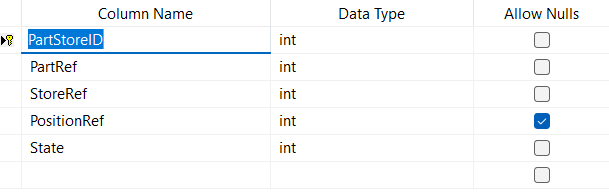 Column Name Data Type Allow Nulls
PartStoreID int
PartRef int
StoreRef int
PositionRef int
State int